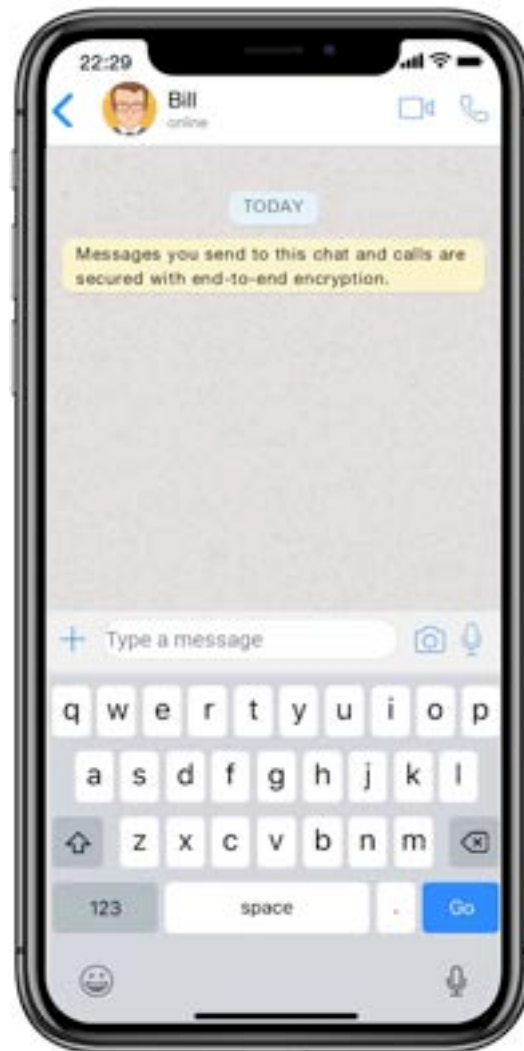 22:29
Bill
online
TODAY
Messages you send to this chat and calls are
secured with end-to-end encryption.
Type a message
q w e r t y u i o p
a s d f g h j k l
z x c v b n m
123 space . Go